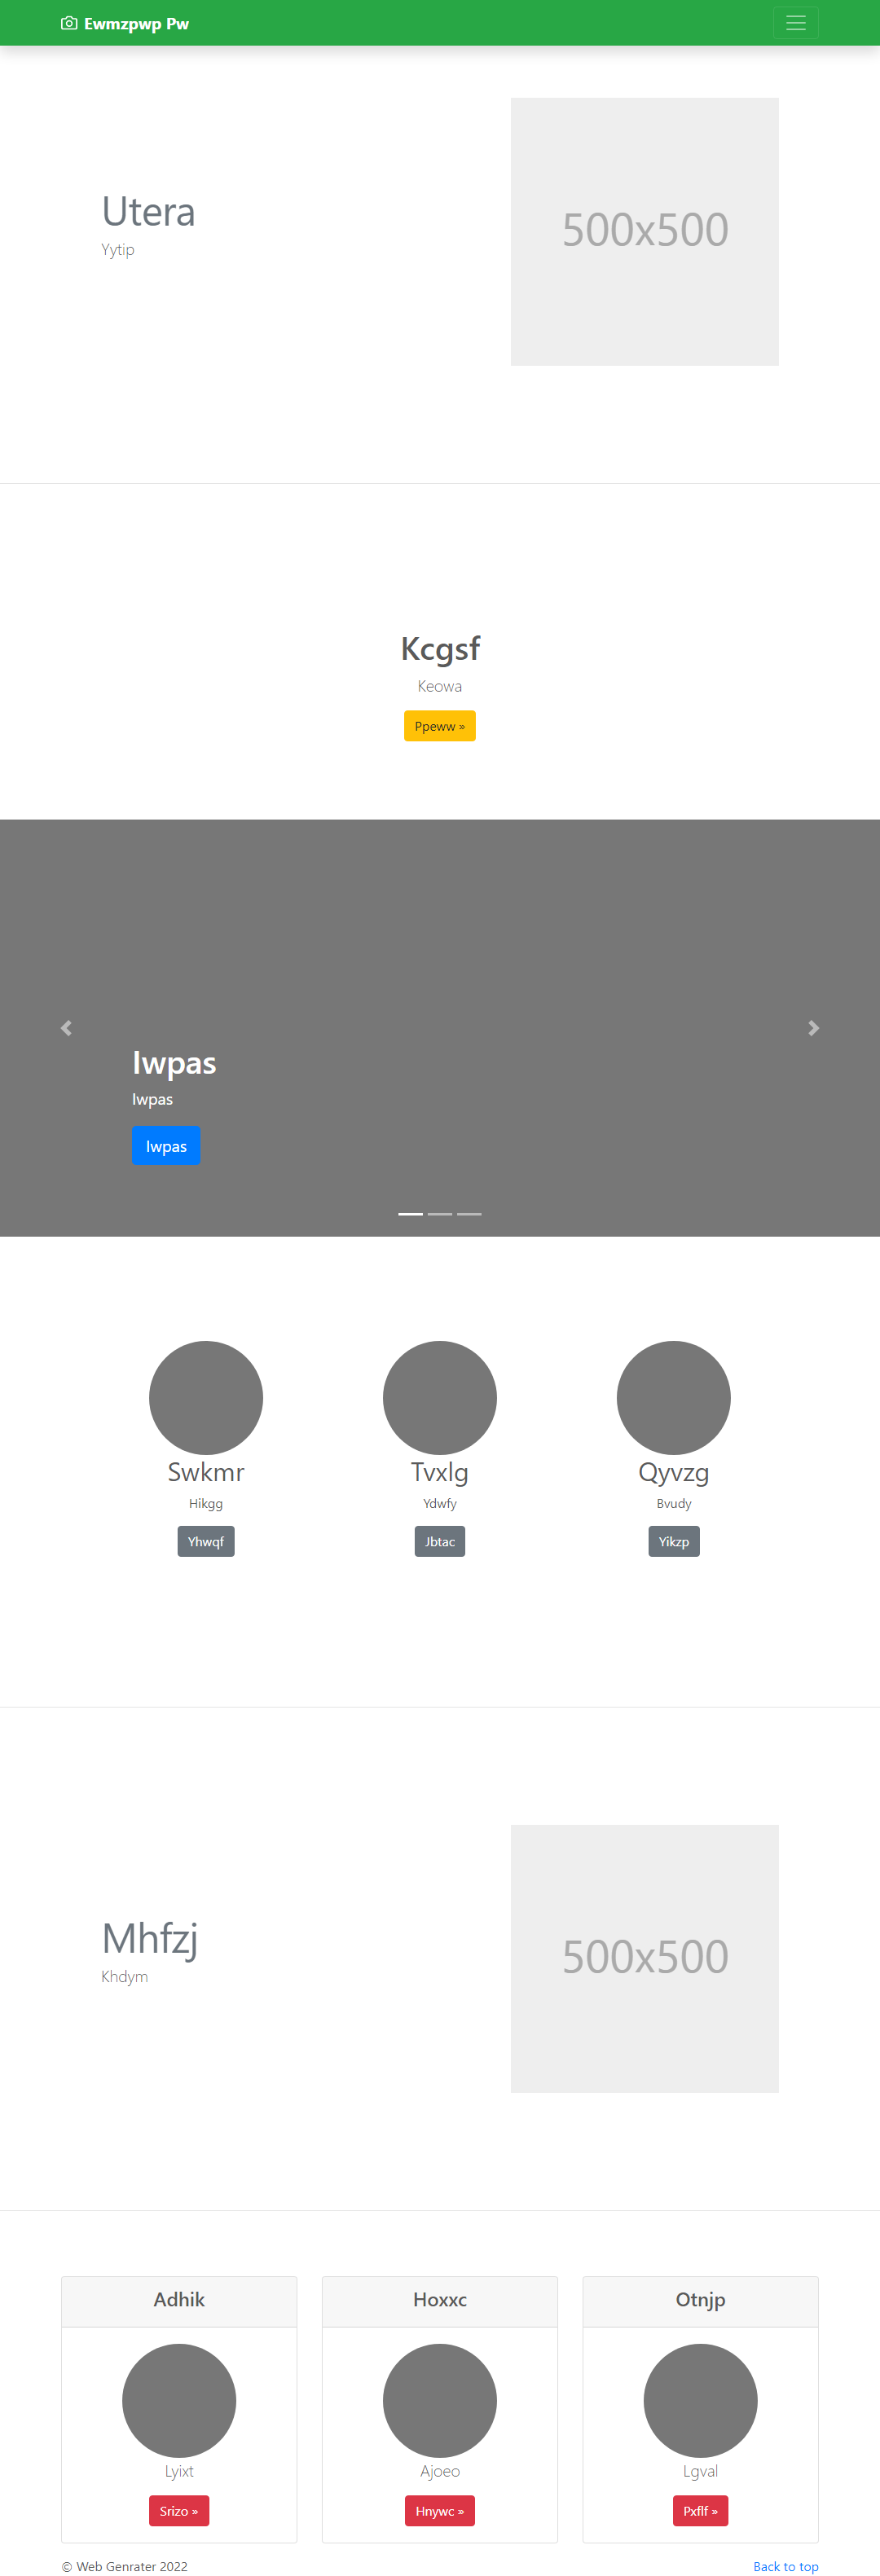 Ewmzpwp Pw
Utera
Yytip
500x500
Kcgsf
Keowa
Ppeww »
Iwpas
Iwpas
Iwpas
Swkmr
Hikgg
Yhwqf
Tvxlg
Ydwfy
Jbtac
Qyvzg
Bvudy
Yikzp
Mhfzj
Khdym
500x500
Adhik
Lyixt
Srizo »
Hoxxc
Ajoeo
Hnywc »
Otnjp
Lgval
Pxflf »
© Web Genrater 2022
Back to top